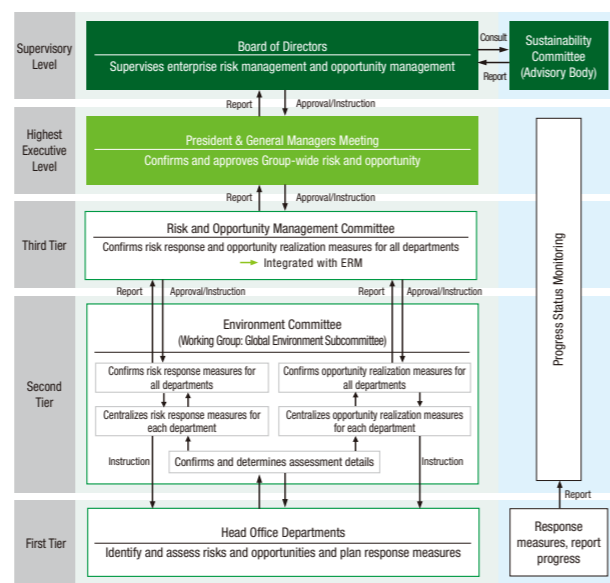 Supervisory
Level
Board of Directors
Supervises enterprise risk management and opportunity management
Consult
Report
Sustainability
Committee
(Advisory Body)
Report
Approval/Instruction
Highest
Executive
Level
President & General Managers Meeting
Confirms and approves Group-wide risk and opportunity
Report
Approval/Instruction
Third Tier
Risk and Opportunity Management Committee
Confirms risk response and opportunity realization measures for all departments
Integrated with ERM
Report
Approval/Instruction
Report
Approval/Instruction
Second
Tier
Environment Committee
(Working Group: Global Environment Subcommittee)
Confirms risk response measures for
all departments
Confirms opportunity realization measures for
all departments
Centralizes risk response measures for
each department
Centralizes opportunity realization measures
for each department
Instruction
Confirms and determines assessment details
Instruction
First Tier
Head Office Departments
Identify and assess risks and opportunities and plan response measures
Progress Status Monitoring
Report
Response
measures, report
progress